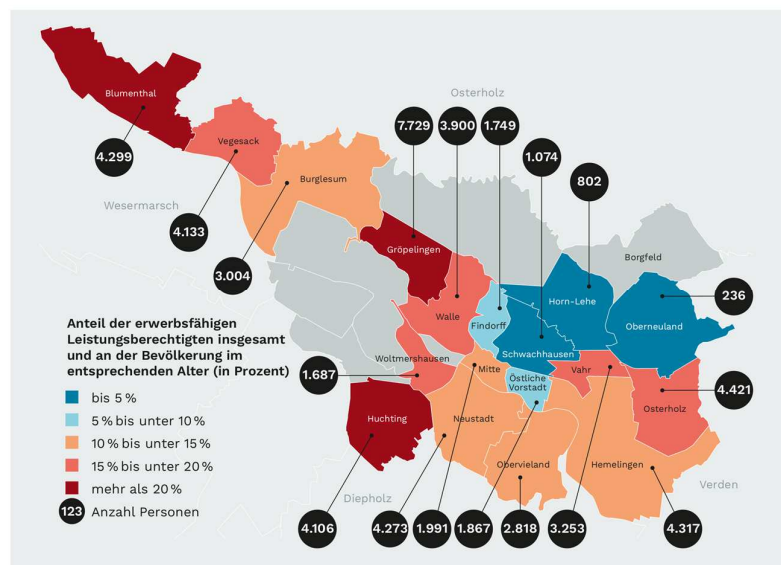 Osterholz
Blumenthal
7.729
3.900
1.749
Vegesack
4.299
1.074
Burglesum
802
Wesermarsch
4.133
Gröpelingen
Borgfeld
3.004
236
Horn-Lehe
Walle
Findorff
Oberneuland
Anteil der erwerbsfähigen
Leistungsberechtigten insgesamt
und an der Bevölkerung im
entsprechenden Alter (in Prozent)
Schwachhausen
Woltmershausen
Mitte
Vahr
1.687
Östliche
Vorstadt
4.421
bis 5 %
5 % bis unter 10 %
10 % bis unter 15 %
15 % bis unter 20 %
mehr als 20 %
123 Anzahl Personen
Huchting
Neustadt
Osterholz
Obervieland
Hemelingen
Diepholz
Verden
4.106
4.273
1.991
1.867
2.818
3.253
4.317